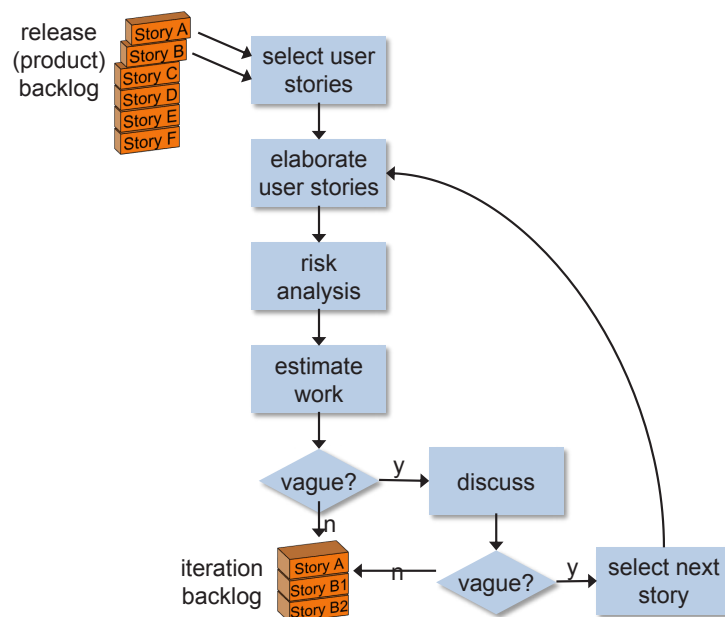 release
(product)
backlog
Story A
Story B
Story C
Story D
Story E
Story F
select user
stories
elaborate
user stories
risk
analysis
estimate
work
vague?
y
discuss
n
iteration
backlog
Story A
Story B1
Story B2
n
vague?
y
select next
story